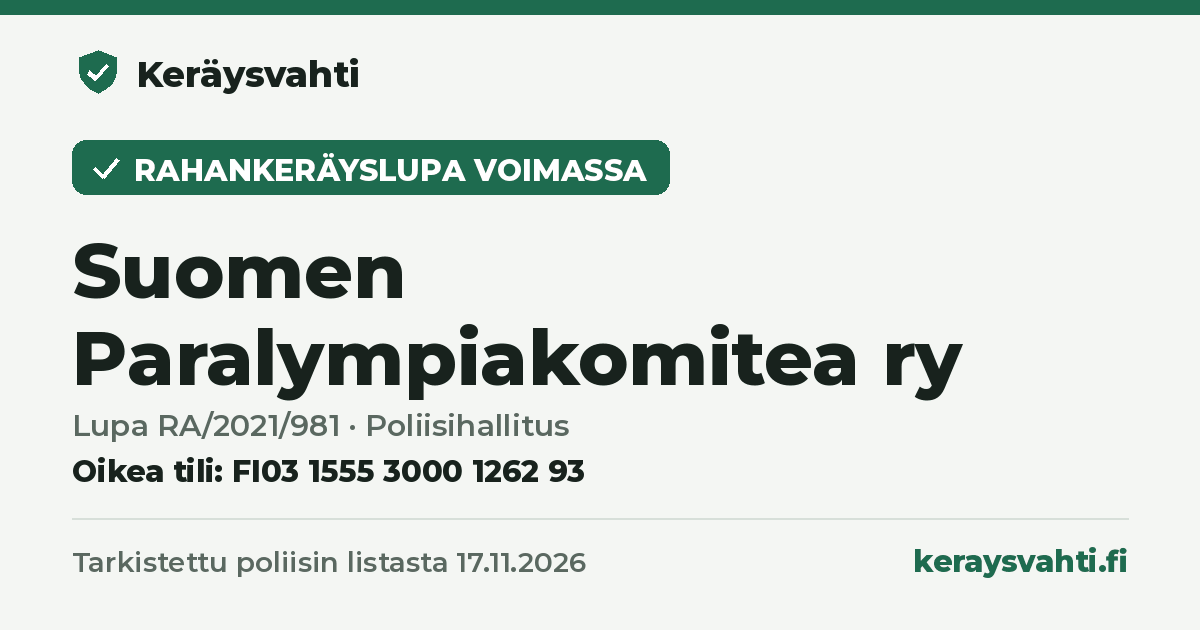 Keräysvahti
RAHANKERÄYSLUPA VOIMASSA
Suomen
Paralympiakomitea ry
Lupa RA/2021/981 · Poliisihallitus
Oikea tili: FI03 1555 3000 1262 93
Tarkistettu poliisin listasta 17.11.2026
keraysvahti.fi